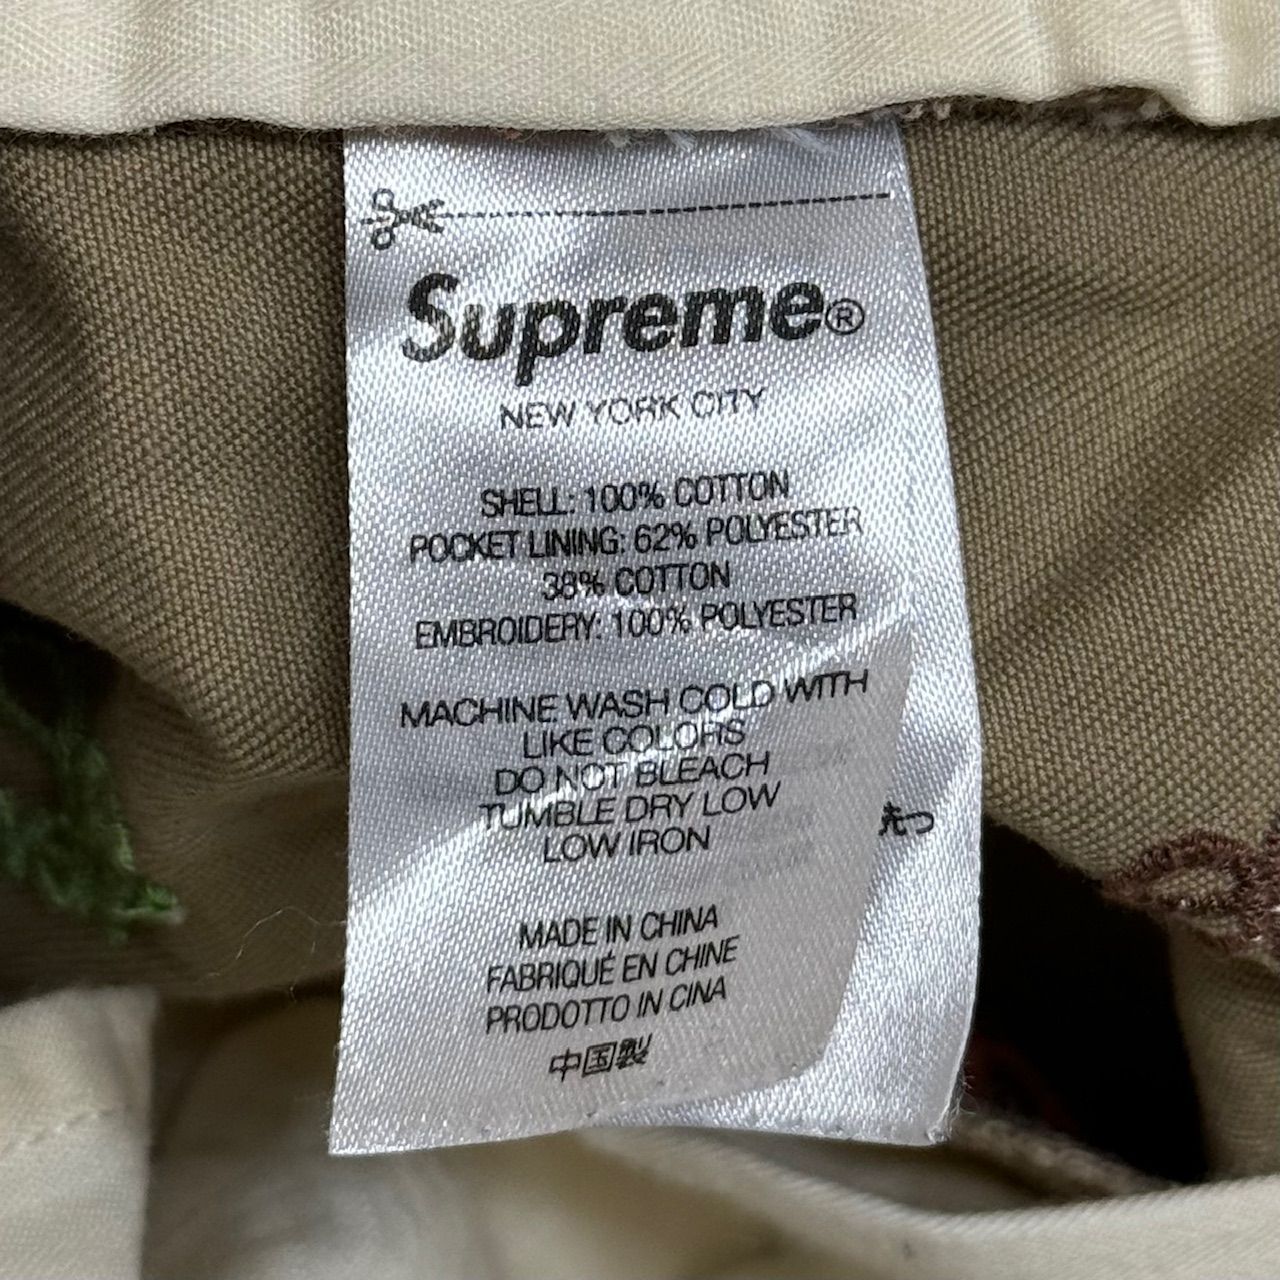 Supreme®
NEW YORK CITY
SHELL: 100% COTTON
POCKET LINING: 62% POLYESTER
38% COTTON
EMBROIDERY: 100% POLYESTER
MACHINE WASH COLD WITH
LIKE COLORS
DO NOT BLEACH
TUMBLE DRY LOW
LOW IRON
洗つ
MADE IN CHINA
FABRIQUÉ EN CHINE
PRODOTTO IN CINA
中国製